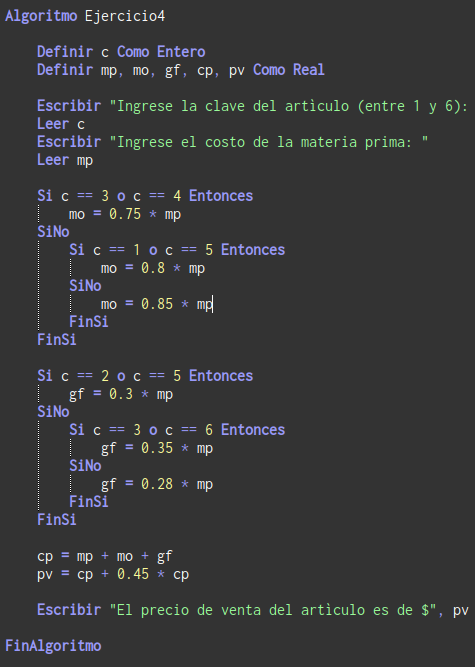 Algoritmo Ejercicio4
Definir c Como Entero
Definir mp, mo, gf, cp, pv Como Real
Escribir "Ingrese la clave del artìculo (entre 1 y 6):
Leer c
Escribir "Ingrese el costo de la materia prima: "
Leer mp
Si c == 3 o c == 4 Entonces
mo = 0.75 * mp
SiNo
Si c == 1 o c == 5 Entonces
mo = 0.8 * mp
SiNo
mo = 0.85 * mp
FinSi
FinSi
Si c == 2 o c == 5 Entonces
gf = 0.3 * mp
SiNo
Si c == 3 o c == 6 Entonces
gf = 0.35 * mp
SiNo
gf = 0.28 * mp
FinSi
FinSi
cp = mp + mo + gf
pv = cp + 0.45 * cp
Escribir "El precio de venta del artìculo es de $", pv
FinAlgoritmo